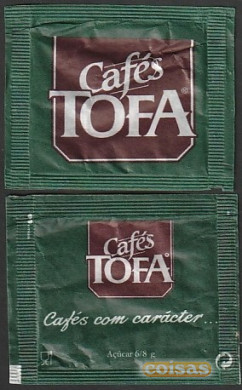 Cafés
TOFA
Cafés
TOFA®
Cafés com carácter...
Açúcar 6/8 g
coisas